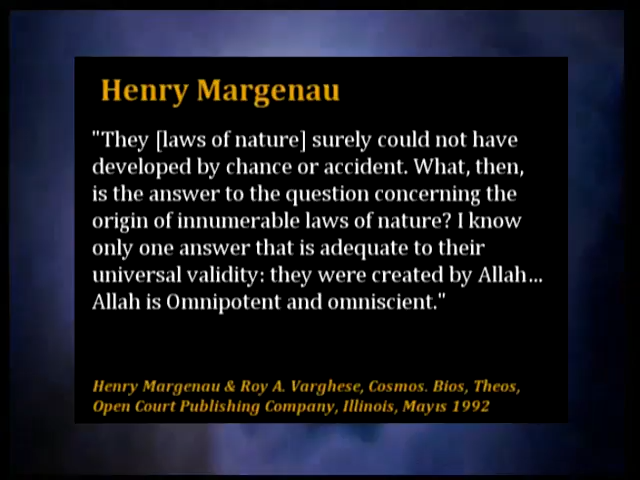 Henry Margenau
"They [laws of nature] surely could not have
developed by chance or accident. What, then,
is the answer to the question concerning the
origin of innumerable laws of nature? I know
only one answer that is adequate to their
universal validity: they were created by Allah...
Allah is Omnipotent and omniscient."
Henry Margenau & Roy A. Varghese, Cosmos. Bios, Theos,
Open Court Publishing Company, Illinois, Mayıs 1992